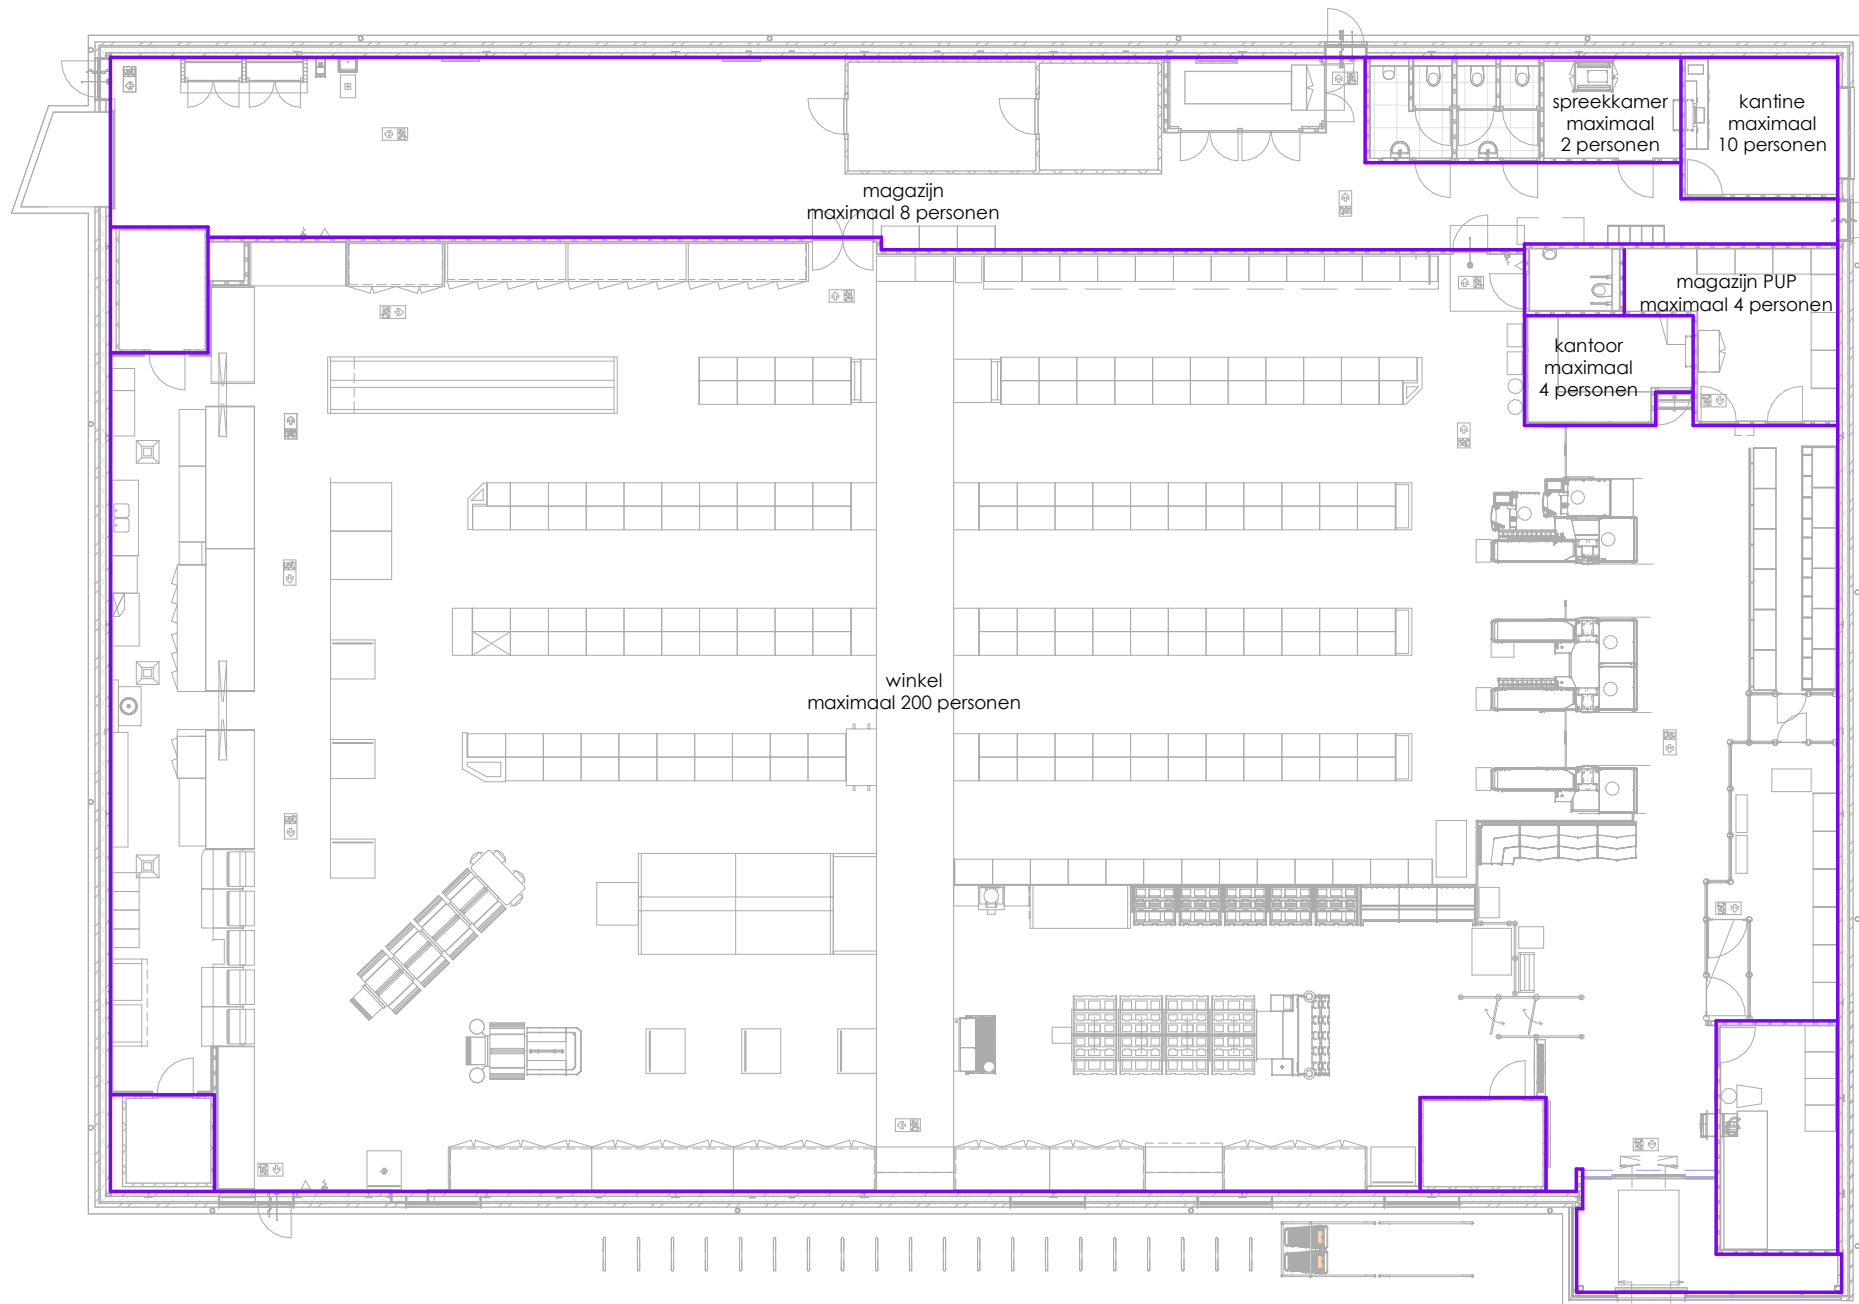 spreekkamer
maximaal
2 personen
kantine
maximaal
10 personen
magazijn
maximaal 8 personen
magazijn PUP
maximaal 4 personen
kantoor
maximaal
4 personen
winkel
maximaal 200 personen